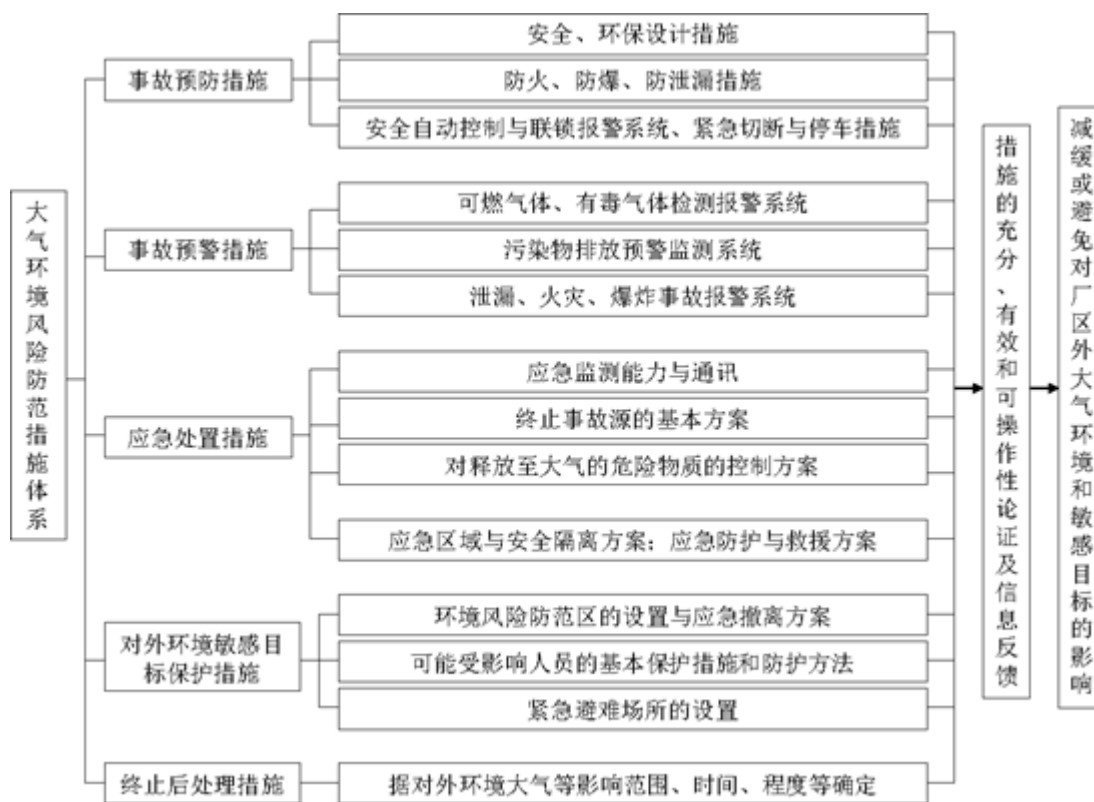 大气环境风险防范措施体系
事故预防措施
安全、环保设计措施
防火、防爆、防泄漏措施
安全自动控制与联锁报警系统、紧急切断与停车措施
事故预警措施
可燃气体、有毒气体检测报警系统
污染物排放预警监测系统
泄漏、火灾、爆炸事故报警系统
应急处置措施
应急监测能力与通讯
终止事故源的基本方案
对释放至大气的危险物质的控制方案
应急区域与安全隔离方案；应急防护与救援方案
对外环境敏感目
标保护措施
环境风险防范区的设置与应急撤离方案
可能受影响人员的基本保护措施和防护方法
紧急避难场所的设置
终止后处理措施
据对外环境大气等影响范围、时间、程度等确定
措施的充分、有效和可操作性论证及信息反馈
减缓或避免对厂区外大气环境和敏感目标的影响